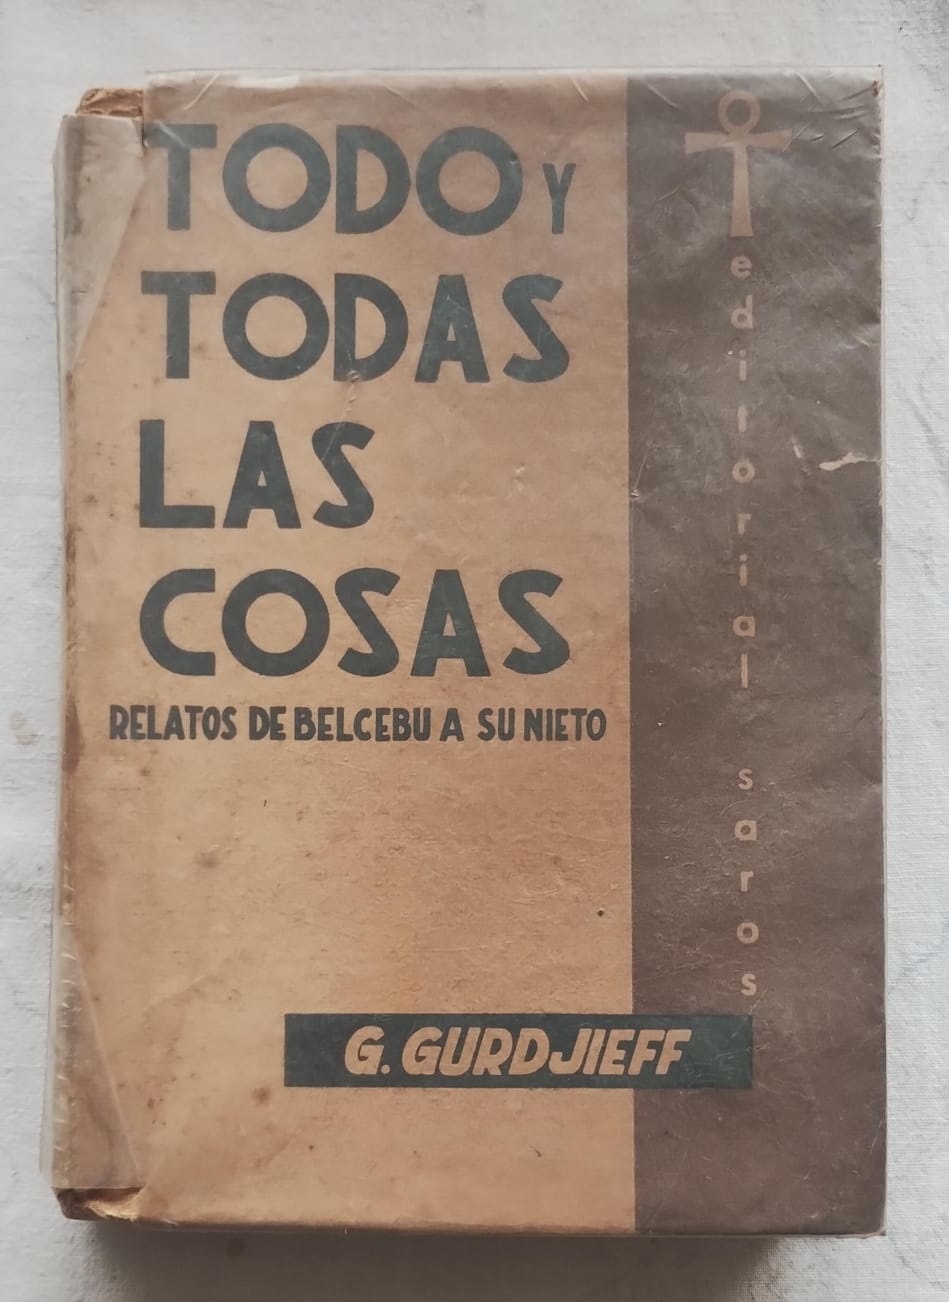 TODO Y
TODAS
LAS
COSAS
RELATOS DE BELCEBU A SU NIETO
G. GURDJIEFF
editorial saros